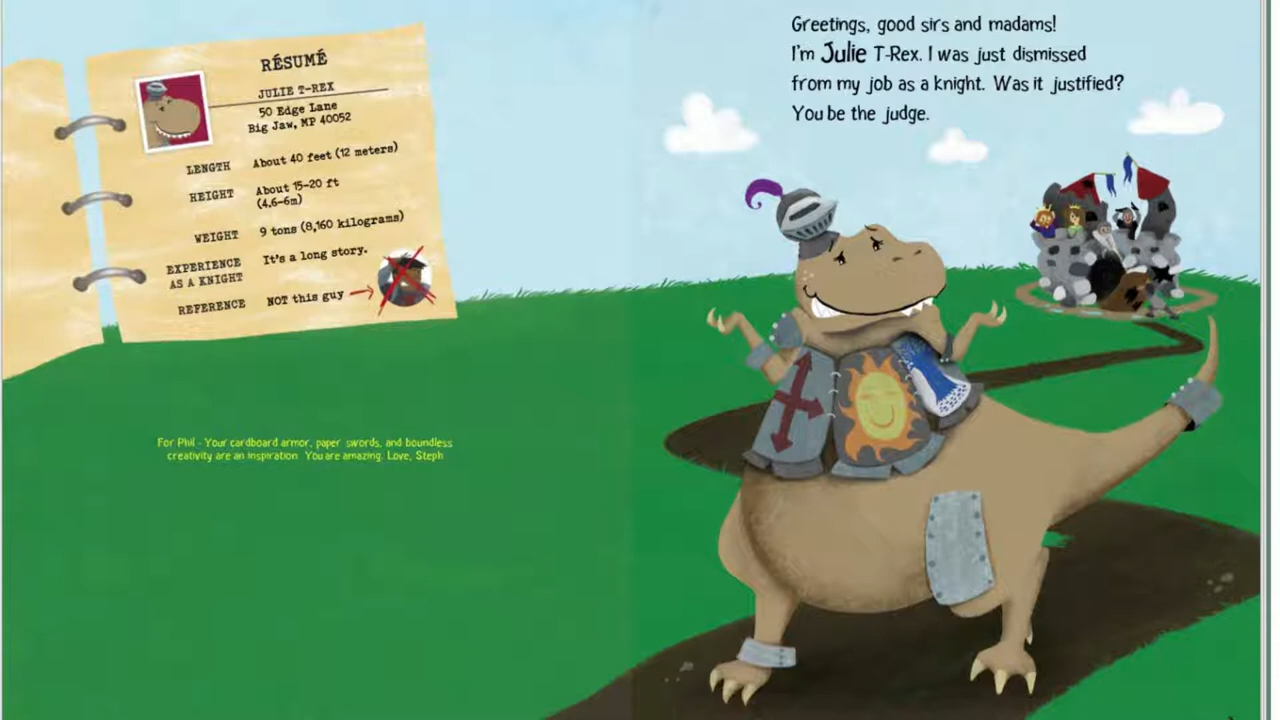 RÉSUMÉ
JULIE T-REX
50 Edge Lane
Big Jaw, MP 40052
LENGTH About 40 feet (12 meters)
HEIGHT About 15-20 ft
(4.6-6m)
WEIGHT 9 tons (8,160 kilograms)
EXPERIENCE It's a long story.
AS A KNIGHT
REFERENCE NOT this guy
For Phil - Your cardboard armor, paper swords, and boundless
creativity are an inspiration You are amazing. Love, Steph
Greetings, good sirs and madams!
I'm Julie T-Rex. I was just dismissed
from my job as a knight. Was it justified?
You be the judge.